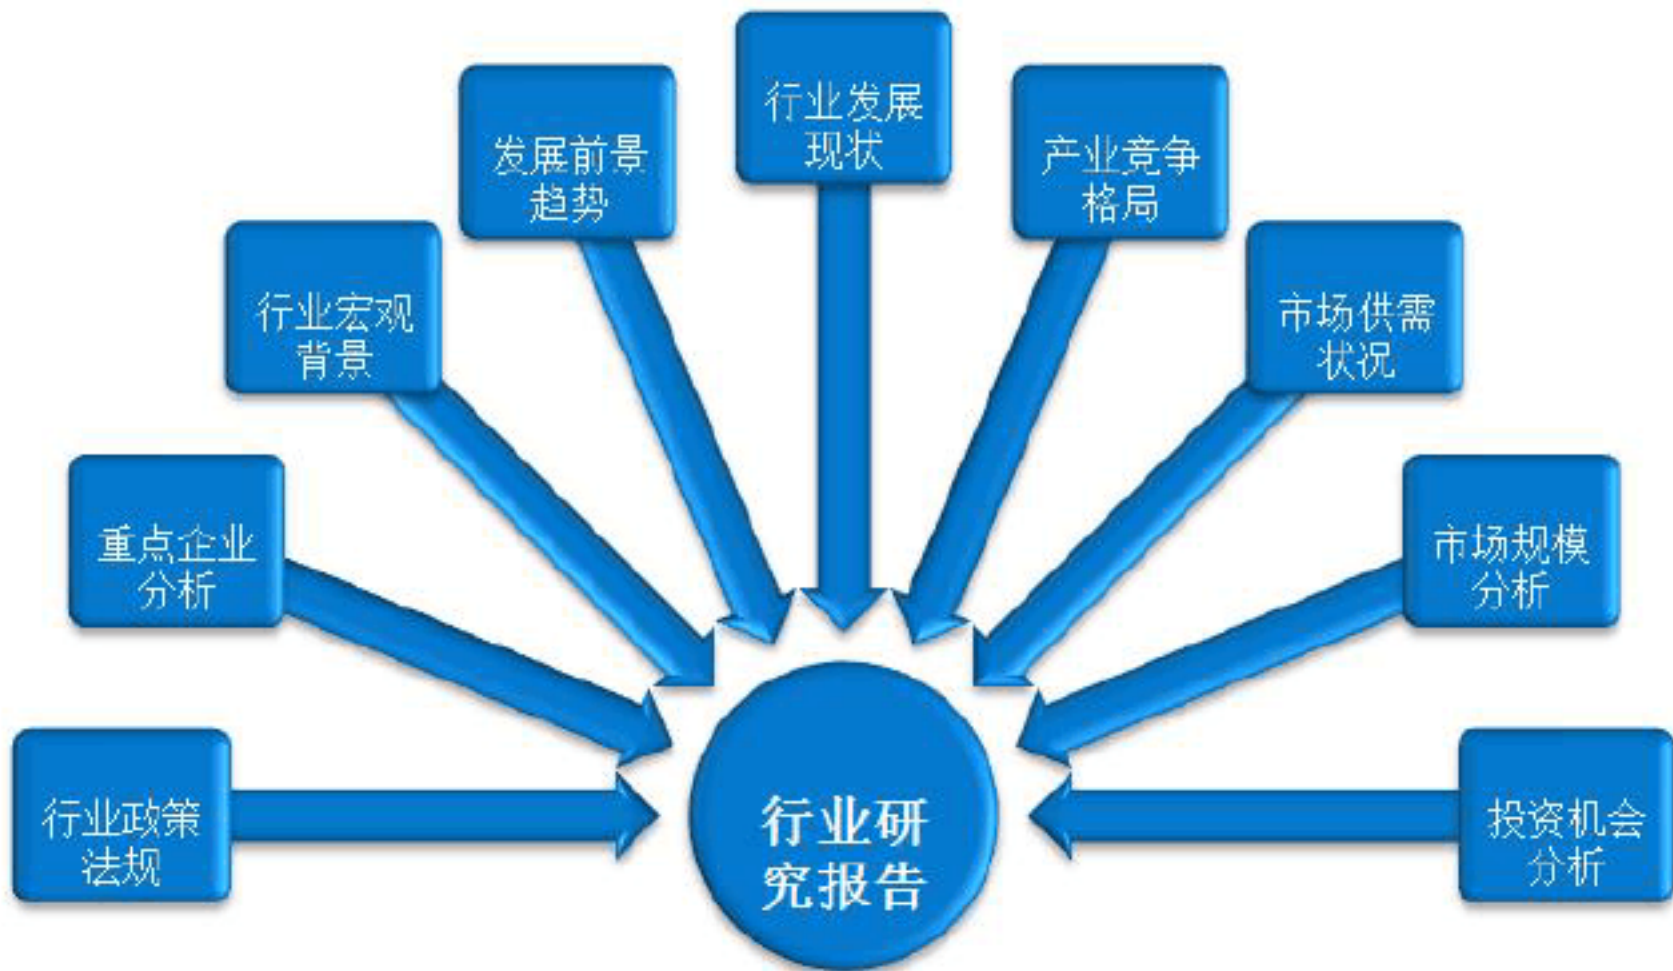 行业发展
现状
发展前景
趋势
产业竞争
格局
行业宏观
背景
市场供需
状况
重点企业
分析
市场规模
分析
行业政策
法规
投资机会
分析
行业研
究报告